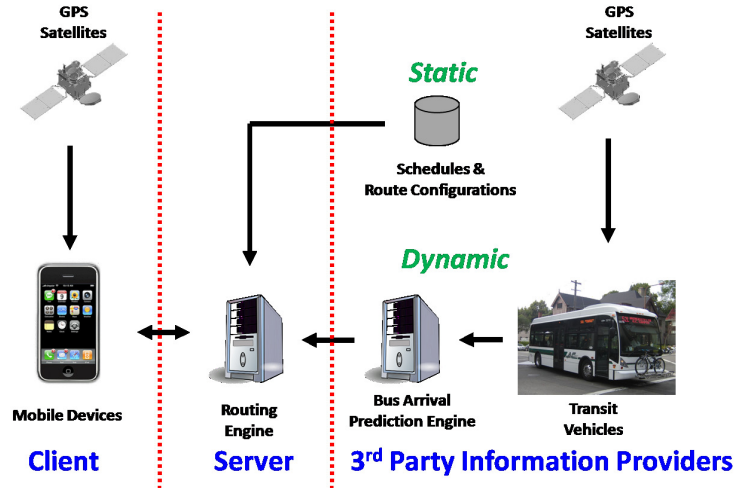 GPS
Satellites
GPS
Satellites
Static
Schedules &
Route Configurations
Dynamic
Mobile Devices
Routing
Engine
Bus Arrival
Prediction Engine
Transit
Vehicles
Client
Server
3rd Party Information Providers